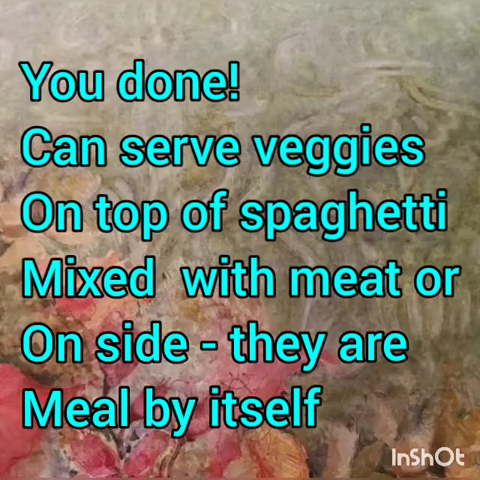 You done!
Can serve veggies
On top of spaghetti
Mixed with meat or
On side - they are
Meal by itself
InShOt